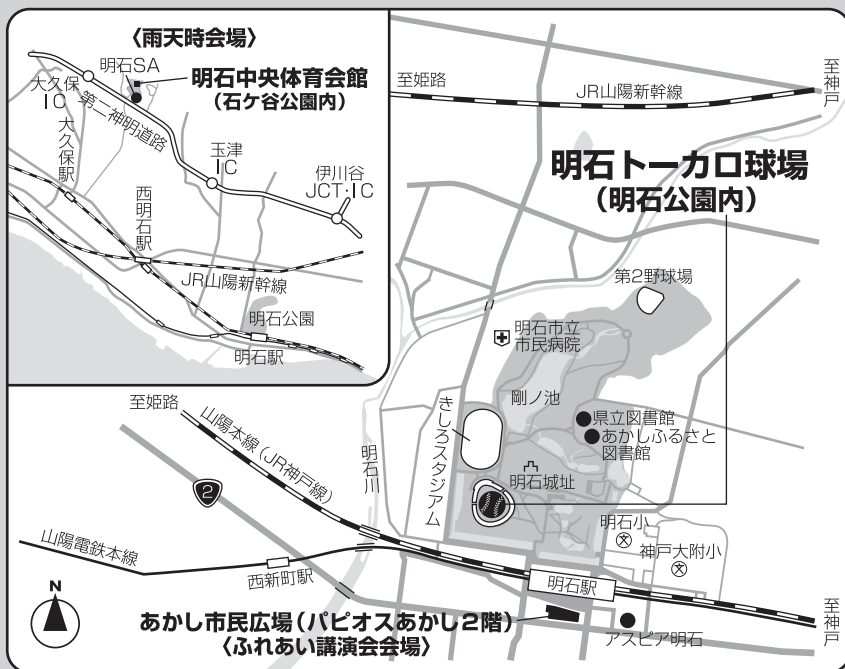 〈雨天時会場〉
明石SA
明石中央体育会館
(石ケ谷公園内)
大久保
IC
第二神明道路
大久保駅
玉津
IC
伊川谷
JCT・IC
西明石駅
JR山陽新幹線
明石公園
明石駅
至姫路
JR山陽新幹線
至神戸
明石トーカロ球場
(明石公園内)
第2野球場
明石市立
市民病院
剛ノ池
きしろスタジアム
県立図書館
あかしふるさと
図書館
明石城址
明石小
文
神戸大附小
文
至姫路
山陽本線(JR神戸線)
明石川
2
山陽電鉄本線
西新町駅
明石駅
至神戸
N
あかし市民広場(パピオスあかし2階)
〈ふれあい講演会会場〉
アスピア明石